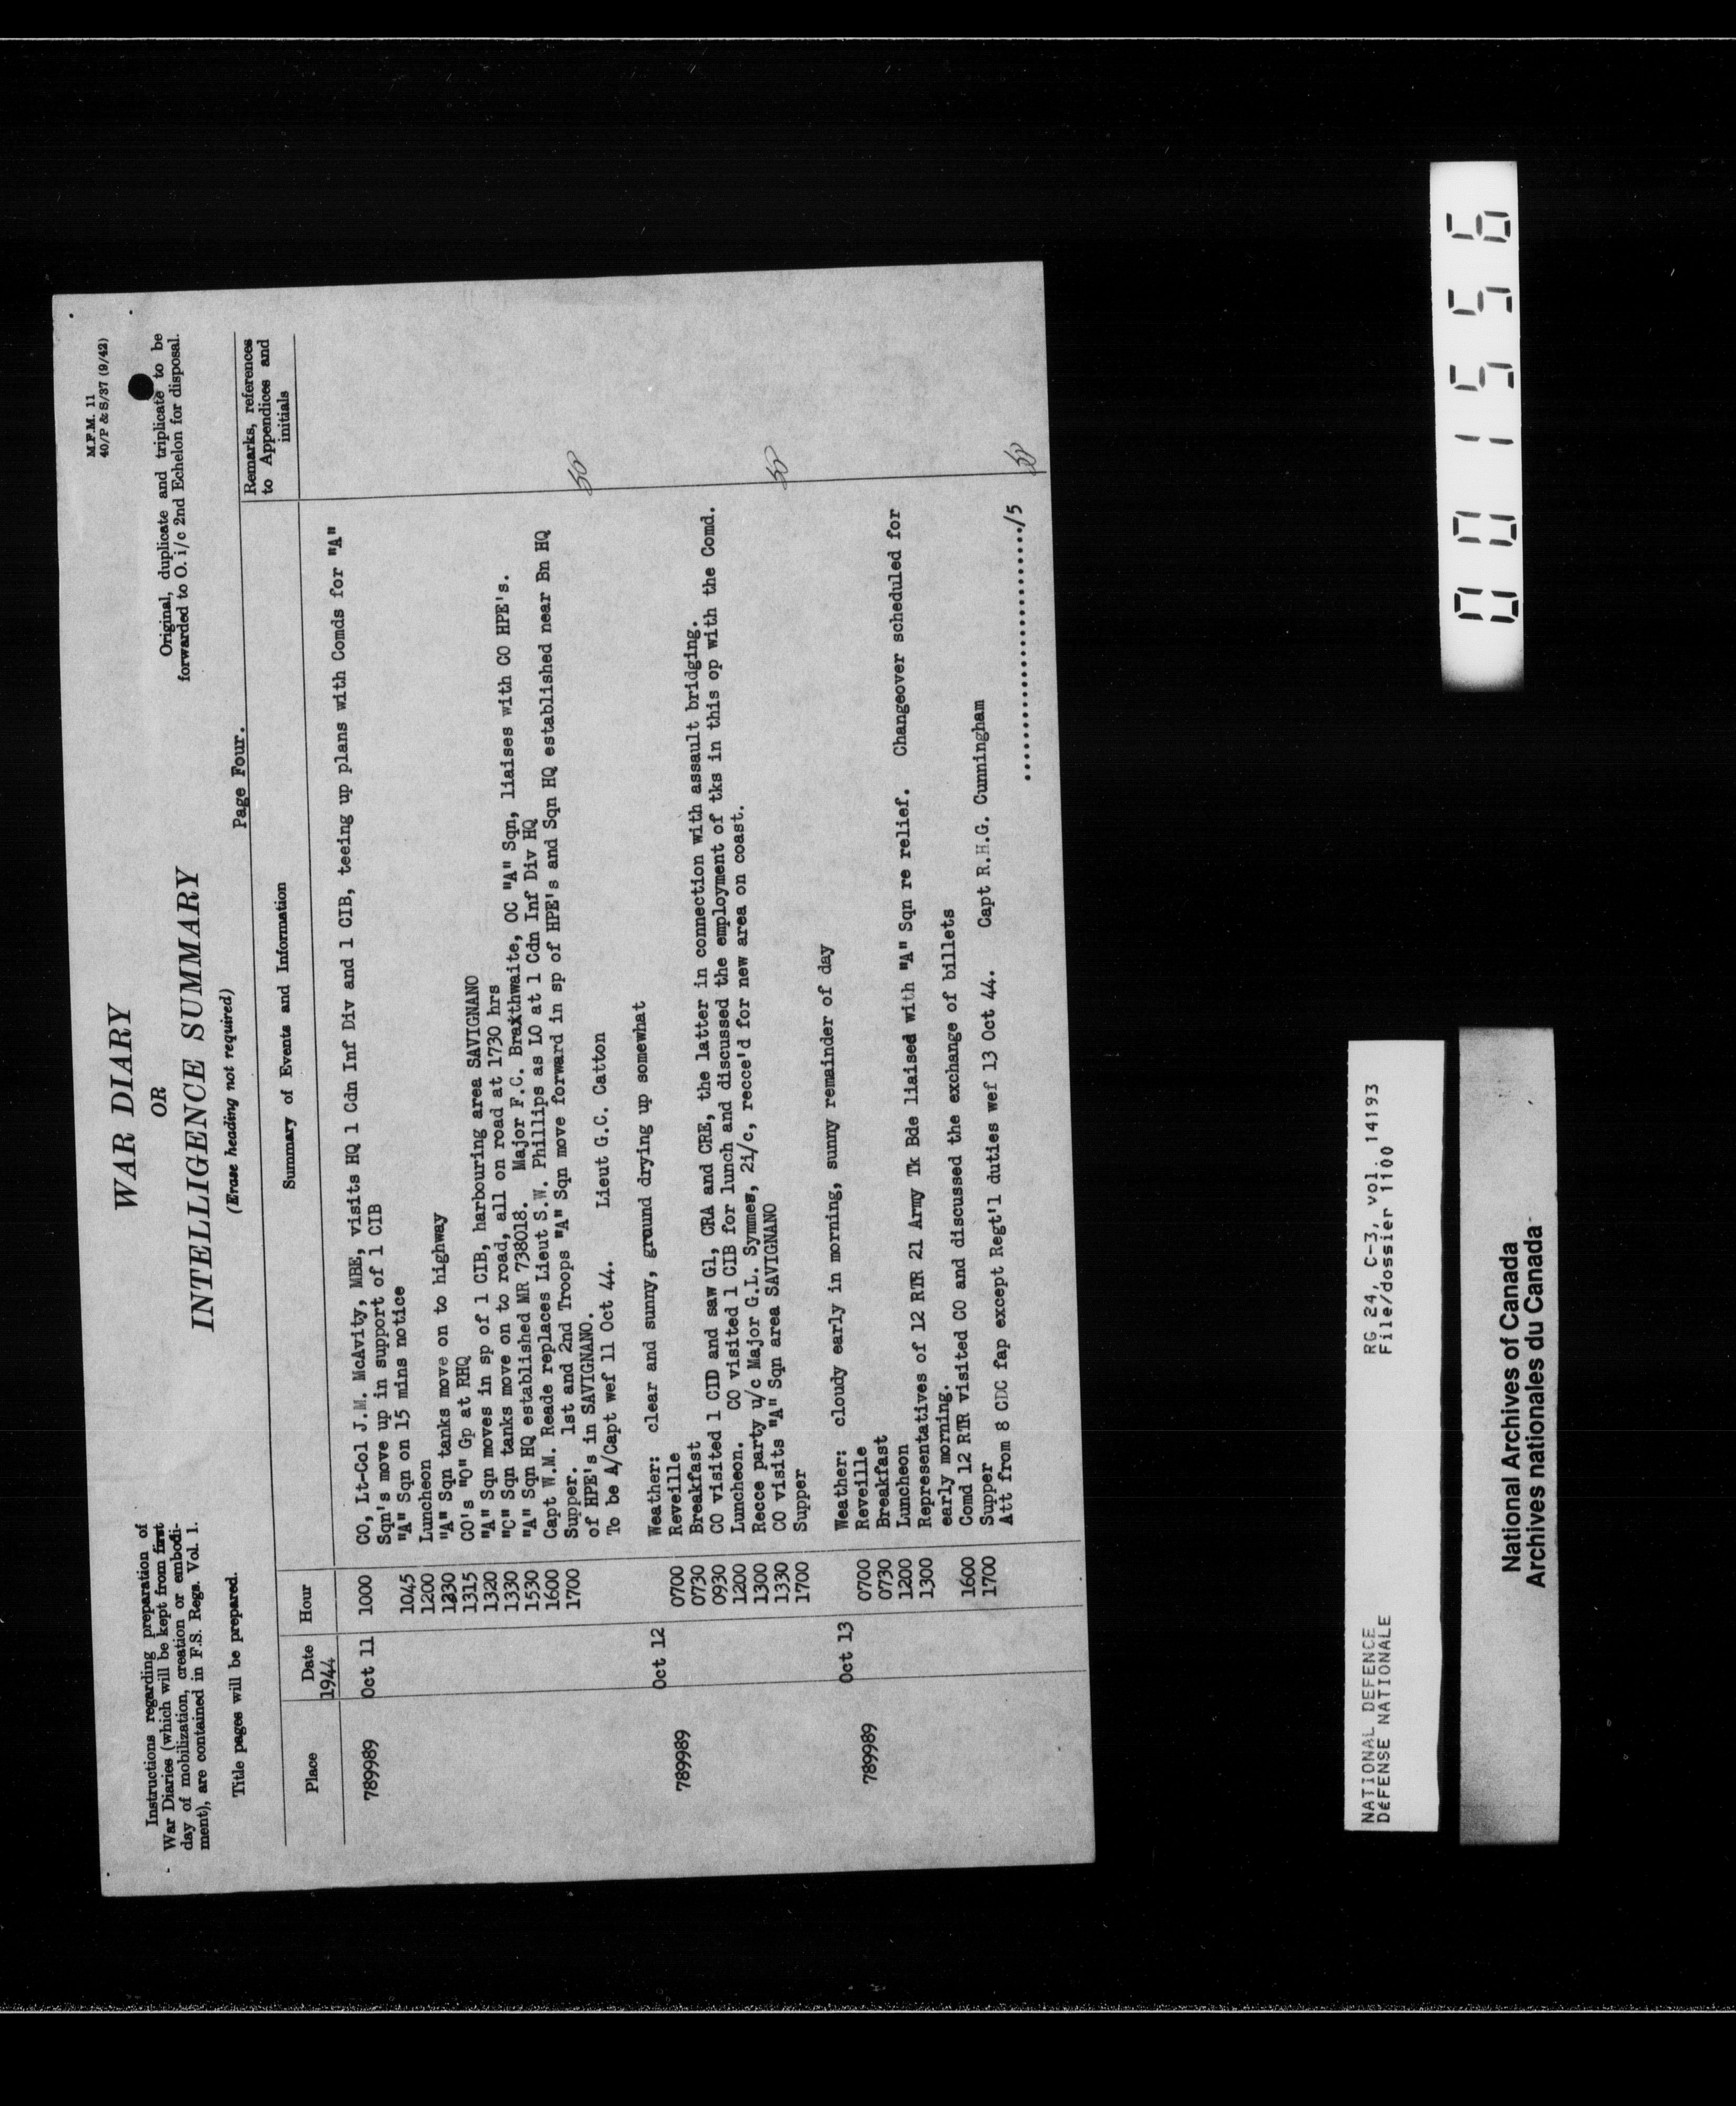 M.F.M. 11
40/P & S/37 (9/42)
WAR DIARY
OR
INTELLIGENCE SUMMARY
(Erase heading not required)
Instructions regarding preparation of
War Diaries (which will be kept from first
day of mobilization, creation or embodi-
ment), are contained in F.S. Regs. Vol. 1.
Title pages will be prepared.
Original, duplicate and triplicate to be
forwarded to O. i/c 2nd Echelon for disposal.
Page Four.
Place Date Hour Summary of Events and Information Remarks, references to Appendices and initials
1944
789989 Oct 11 1000 CO, Lt-Col J.M. McAvity, MBE, visits HQ 1 Cdn Inf Div and 1 CIB, teeing up plans with Comds for "A"
Sqn's move up in support of 1 CIB
1045 "A" Sqn on 15 mins notice
1200 Luncheon
1230 "A" Sqn tanks move on to highway
1315 CO's "O" Gp at RHQ
1320 "A" Sqn moves in sp of 1 CIB, harbouring area SAVIGNANO
1330 "C" Sqn tanks move on to road, all on road at 1730 hrs
1530 "A" Sqn HQ established MR 738018. Major F.C. Braithwaite, OC "A" Sqn, liaises with CO HPE's.
1600 Capt W.M. Reade replaces Lieut S.W. Phillips as LO at 1 Cdn Inf Div HQ
1700 Supper. 1st and 2nd Troops "A" Sqn move forward in sp of HPE's and Sqn HQ established near Bn HQ
of HPE's in SAVIGNANO.
To be A/Capt wef 11 Oct 44. Lieut G.C. Catton
Oct 12 Weather: clear and sunny, ground drying up somewhat
789989 0700 Reveille
0730 Breakfast
0930 CO visited 1 CID and saw G1, CRA and CRE, the latter in connection with assault bridging.
1200 Luncheon. CO visited 1 CIB for lunch and discussed the employment of tks in this op with the Comd.
1300 Recce party u/c Major G.L. Symmes, 2i/c, recce'd for new area on coast.
1330 CO visits "A" Sqn area SAVIGNANO
1700 Supper
Oct 13 Weather: cloudy early in morning, sunny remainder of day
789989 0700 Reveille
0730 Breakfast
1200 Luncheon
1300 Representatives of 12 RTR 21 Army Tk Bde liaised with "A" Sqn re relief. Changeover scheduled for
early morning.
1600 Comd 12 RTR visited CO and discussed the exchange of billets
1700 Supper
Att from 8 CDC fap except Regt'l duties wef 13 Oct 44. Capt R.H.G. Cunningham
............................/5
NATIONAL DEFENCE RG 24, C-3, vol. 14193
DÉFENSE NATIONALE File/dossier 1100
National Archives of Canada
Archives nationales du Canada
001556